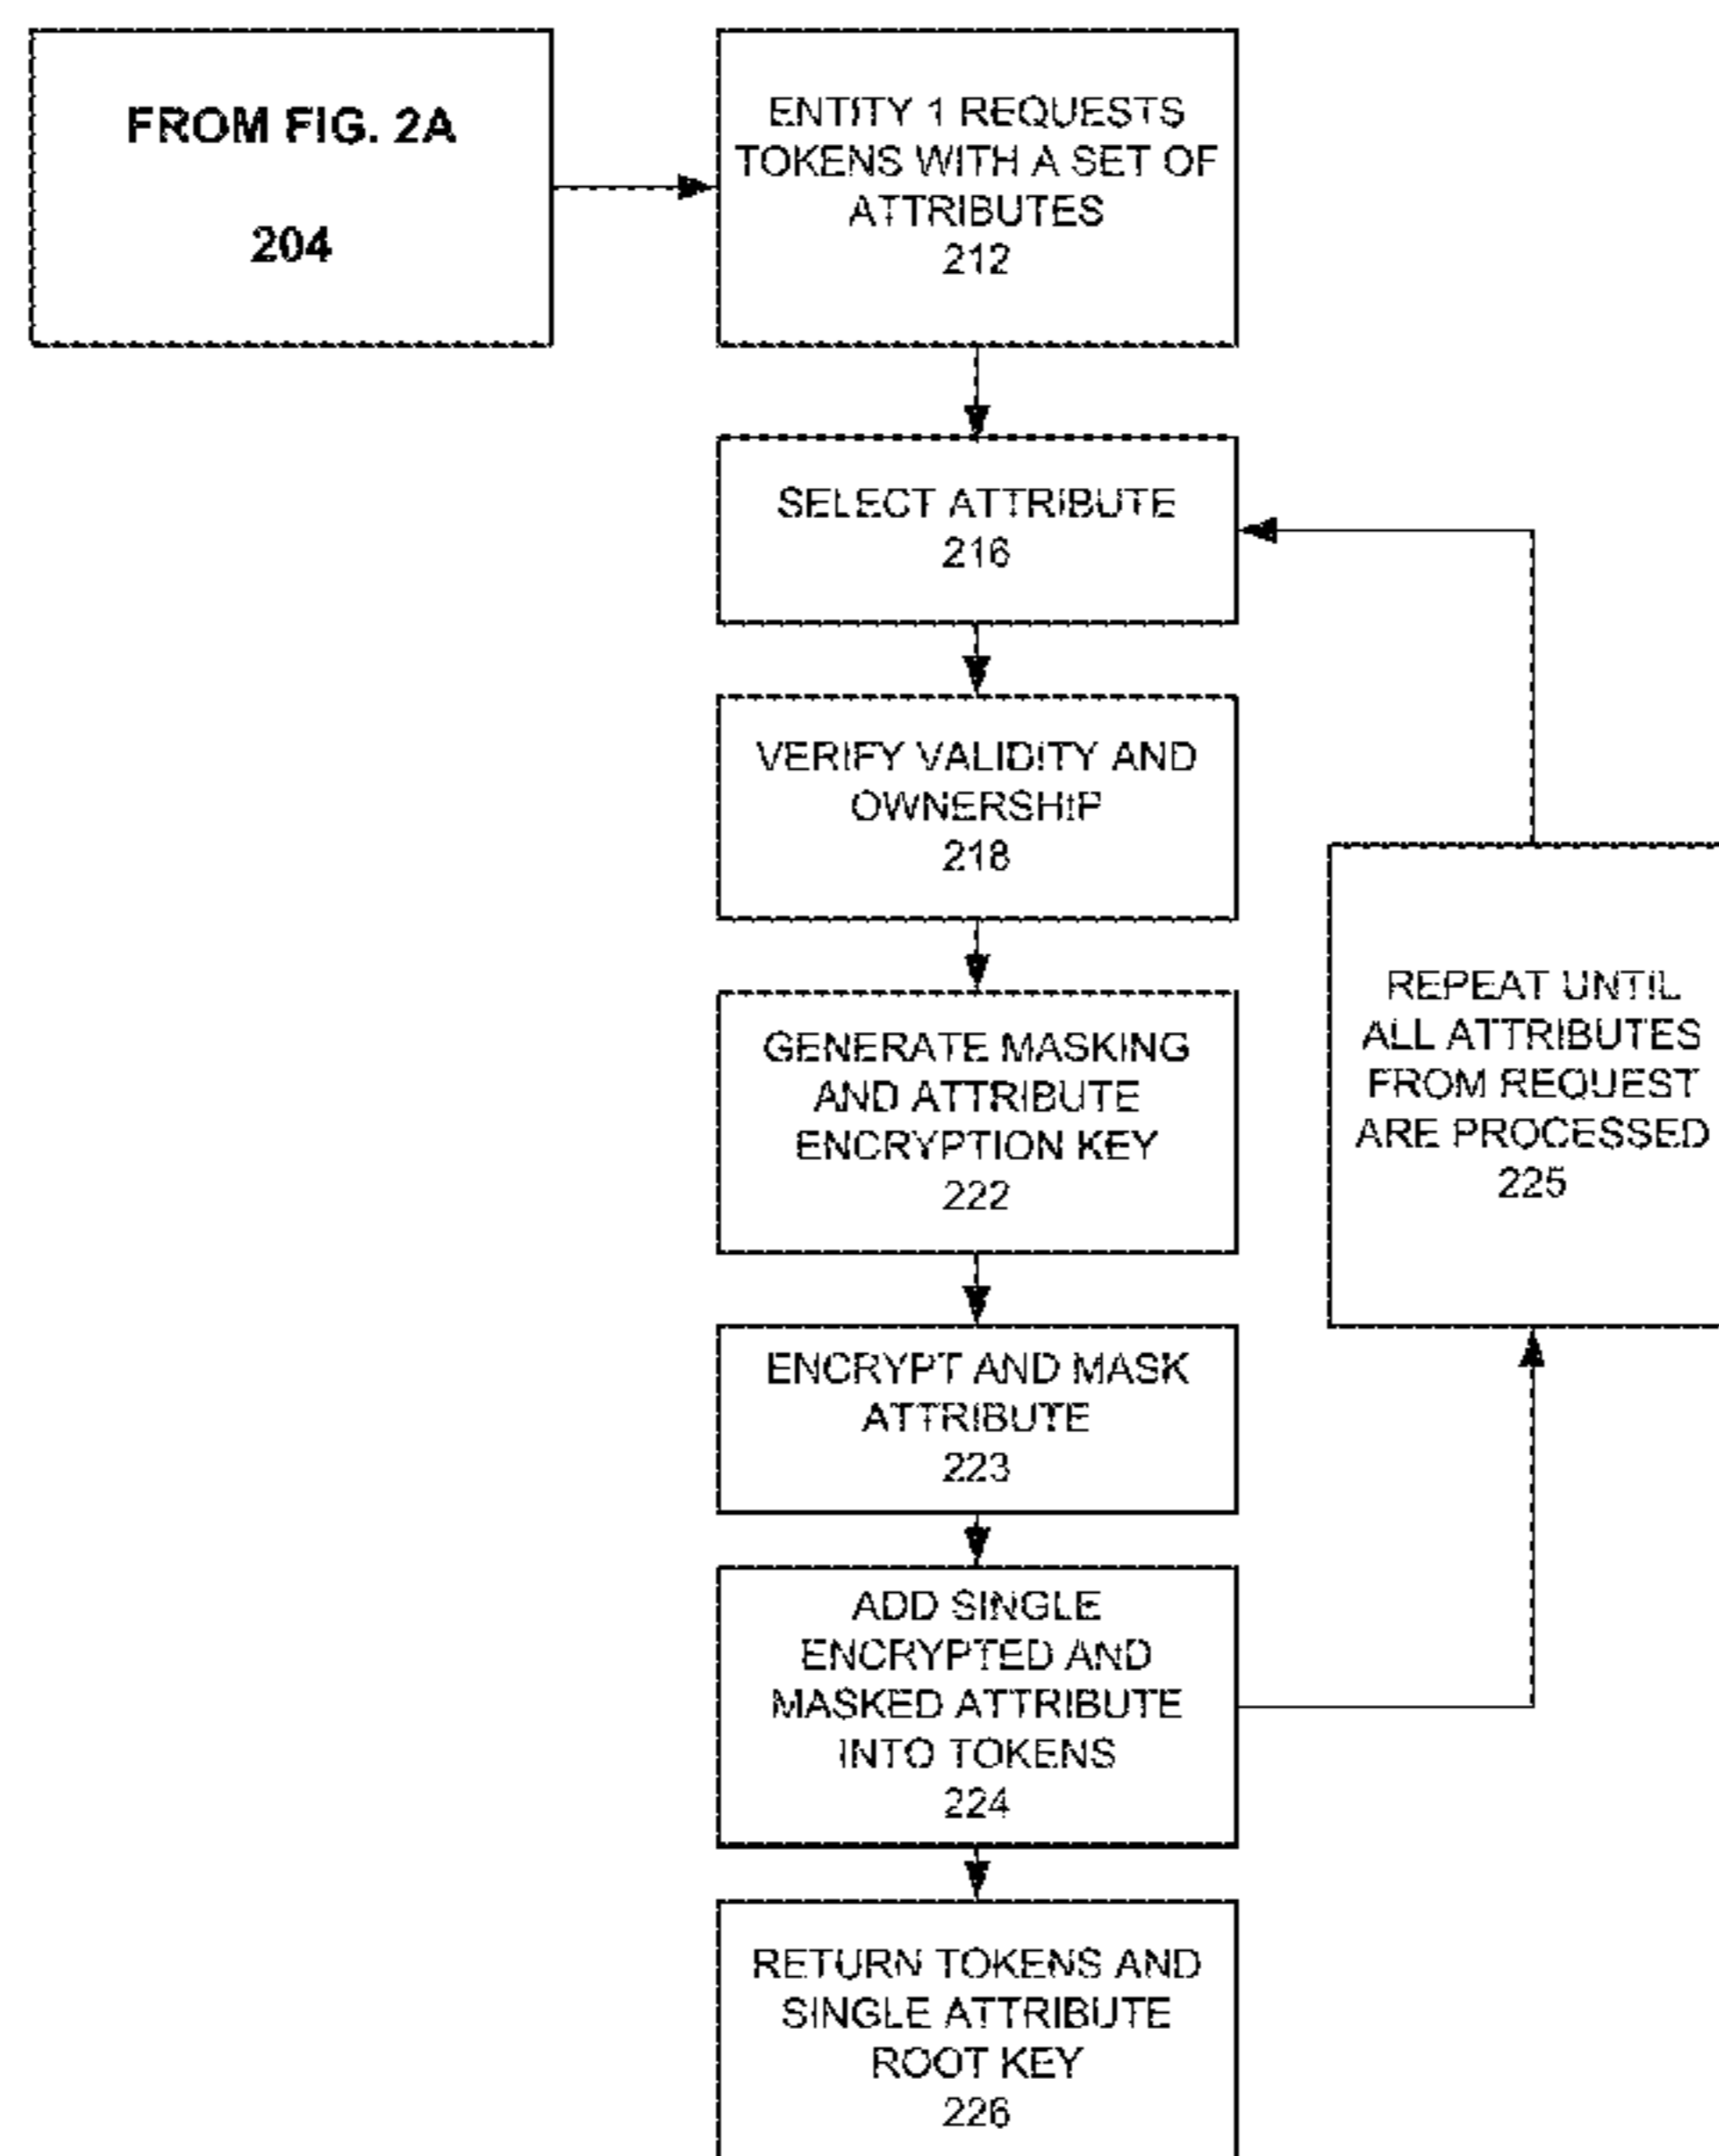 FROM FIG. 2A
204
ENTITY 1 REQUESTS
TOKENS WITH A SET OF
ATTRIBUTES
212
SELECT ATTRIBUTE
216
VERIFY VALIDITY AND
OWNERSHIP
218
GENERATE MASKING
AND ATTRIBUTE
ENCRYPTION KEY
222
ENCRYPT AND MASK
ATTRIBUTE
223
ADD SINGLE
ENCRYPTED AND
MASKED ATTRIBUTE
INTO TOKENS
224
REPEAT UNTIL
ALL ATTRIBUTES
FROM REQUEST
ARE PROCESSED
225
RETURN TOKENS AND
SINGLE ATTRIBUTE
ROOT KEY
226